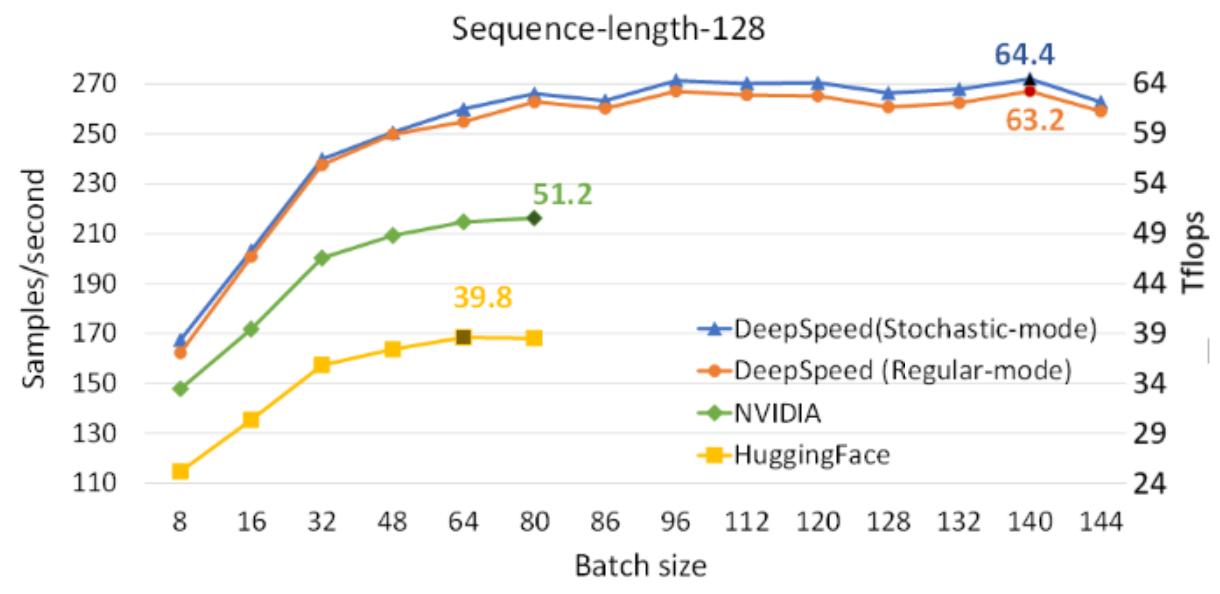 Sequence-length-128
64.4
270 64
63.2
250 59
230 54
51.2
210 49
190 44
39.8
170 39
150 34
130 29
110 24
Samples/second
Tflops
DeepSpeed(Stochastic-mode)
DeepSpeed (Regular-mode)
NVIDIA
HuggingFace
8 16 32 48 64 80 86 96 112 120 128 132 140 144
Batch size